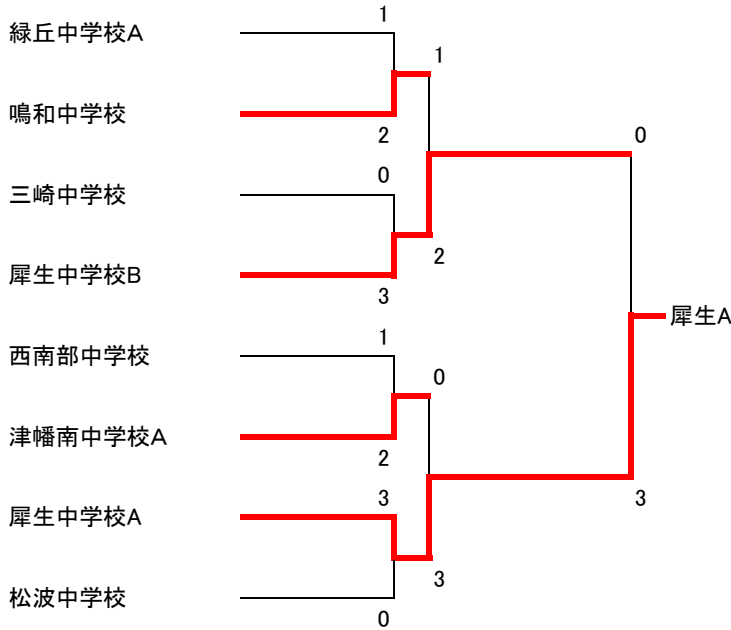 1
緑丘中学校A
1
鳴和中学校
2
0
0
三崎中学校
2
犀生中学校B
3
犀生A
1
西南部中学校
0
津幡南中学校A
2
3
3
犀生中学校A
3
松波中学校
0